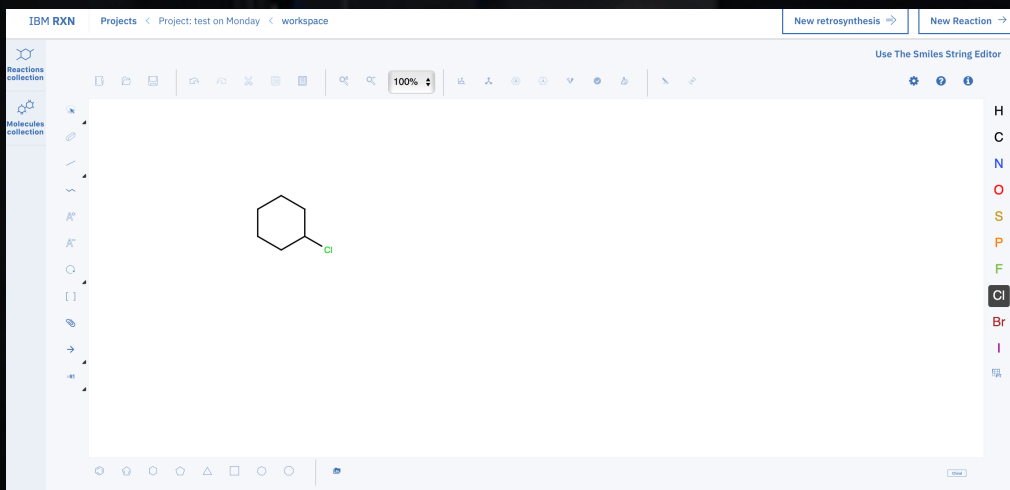 IBM RXN
Projects < Project: test on Monday < workspace
New retrosynthesis →
New Reaction →
Reactions
collection
Use The Smiles String Editor
100%
Molecules
collection
H
C
N
O
S
P
F
Cl
Br
I
Cl
A+
A-
[ ]